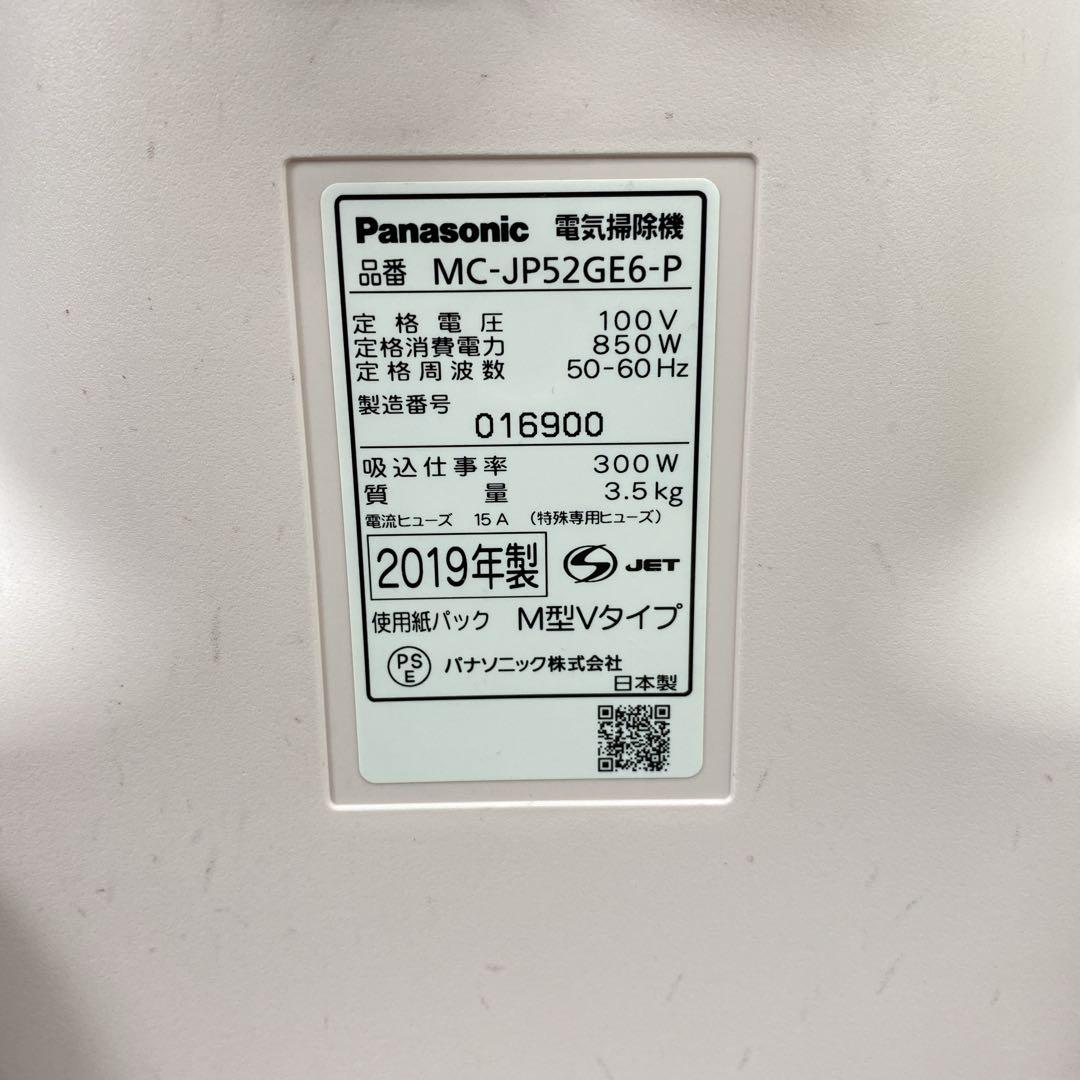 Panasonic 電気掃除機
品番 MC-JP52GE6-P
定格電圧 100V
定格消費電力 850W
定格周波数 50-60Hz
製造番号
016900
吸込仕事率 300W
質量 3.5kg
電流ヒューズ 15A (特殊専用ヒューズ)
2019年製 JET
使用紙パック M型Vタイプ
PSE パナソニック株式会社
日本製